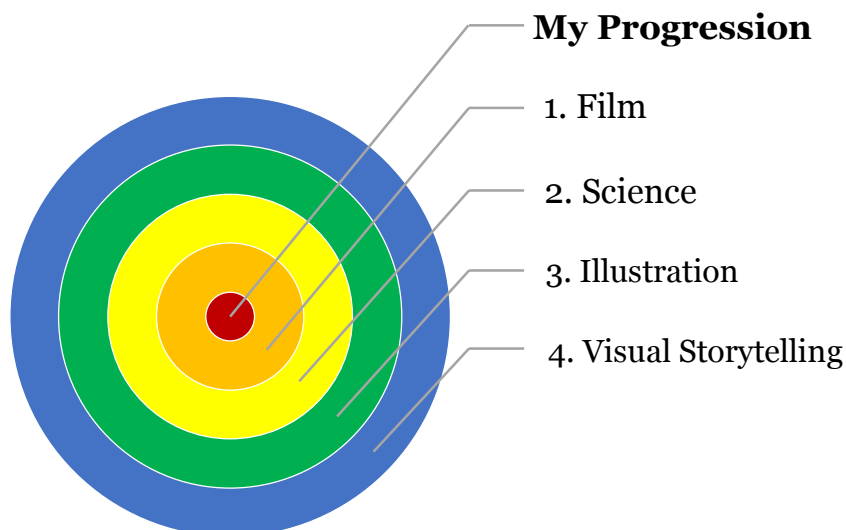 My Progression
1. Film
2. Science
3. Illustration
4. Visual Storytelling